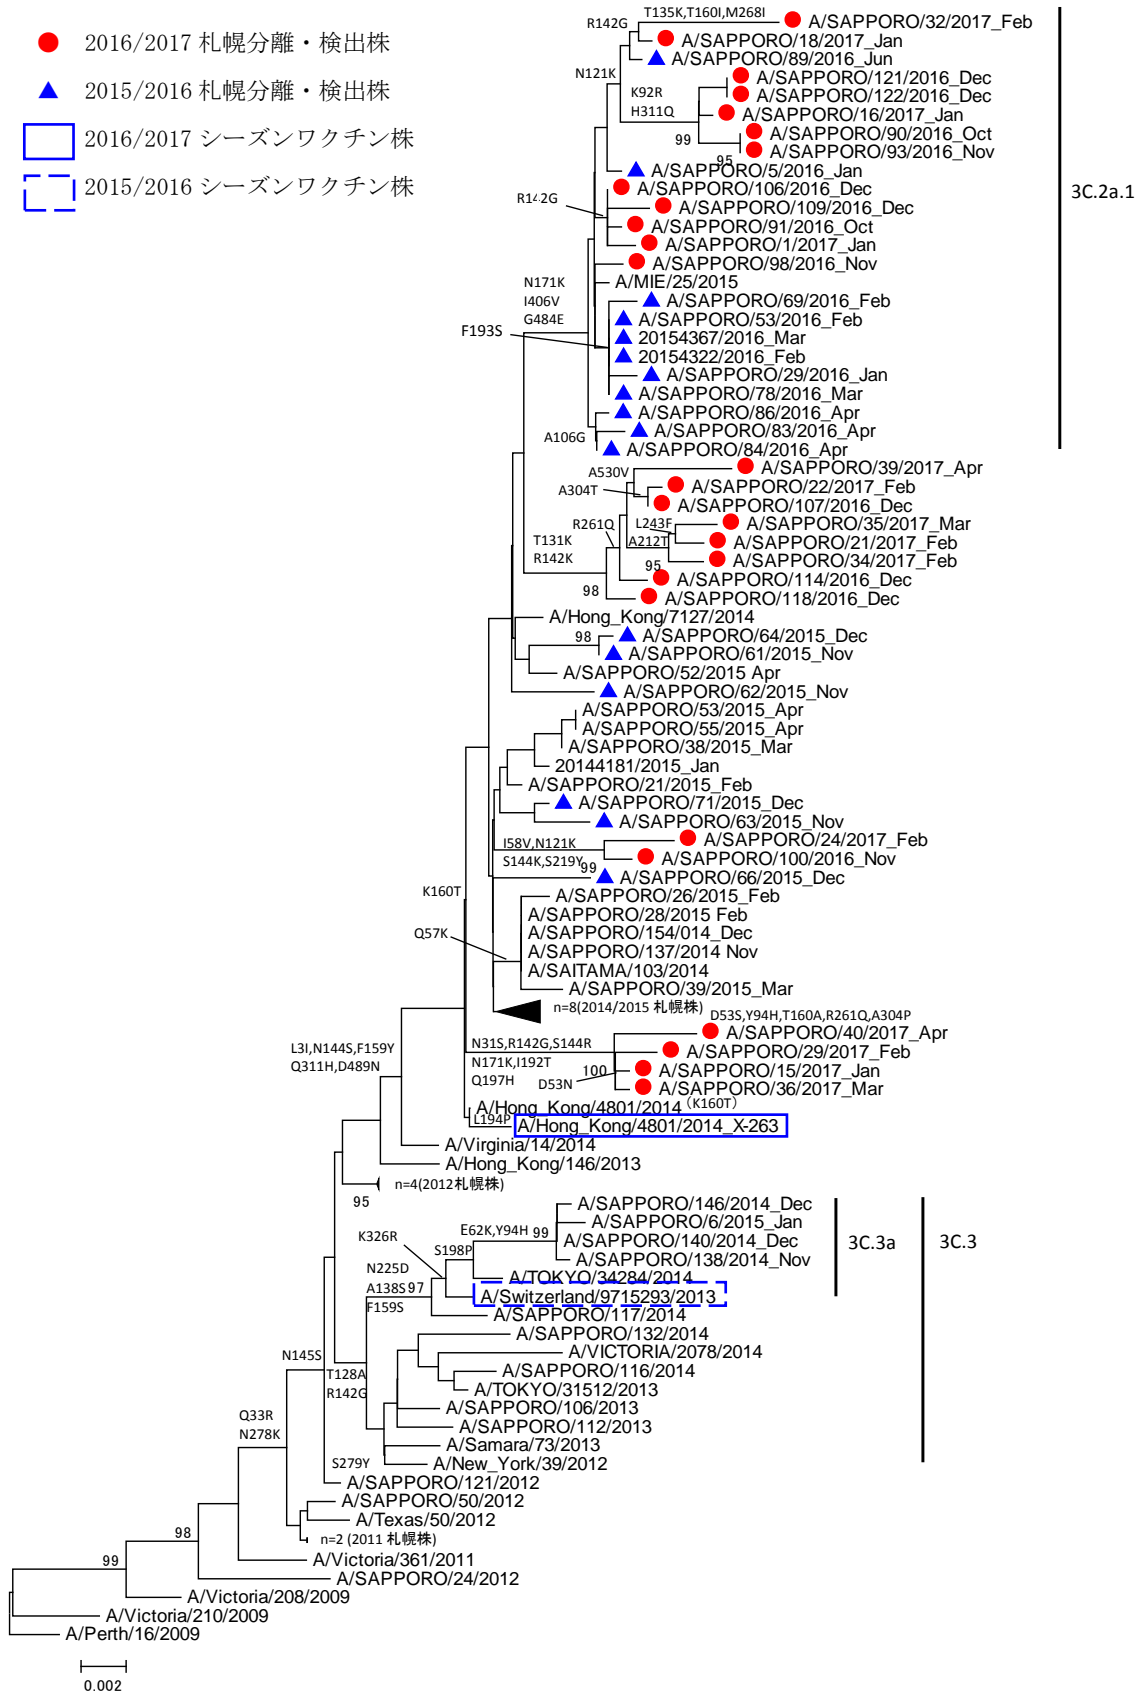 2016/2017 札幌分離・検出株
2015/2016 札幌分離・検出株
2016/2017 シーズンワクチン株
2015/2016 シーズンワクチン株
T135K,T160I,M268I
R142G
A/SAPPORO/32/2017_Feb
A/SAPPORO/18/2017_Jan
A/SAPPORO/89/2016_Jun
N121K
A/SAPPORO/121/2016_Dec
K92R
A/SAPPORO/122/2016_Dec
H311Q
A/SAPPORO/16/2017_Jan
99
A/SAPPORO/90/2016_Oct
A/SAPPORO/93/2016_Nov
95
A/SAPPORO/5/2016_Jan
A/SAPPORO/106/2016_Dec
3C.2a.1
R142G
A/SAPPORO/109/2016_Dec
A/SAPPORO/91/2016_Oct
A/SAPPORO/1/2017_Jan
A/SAPPORO/98/2016_Nov
N171K
A/MIE/25/2015
I406V
A/SAPPORO/69/2016_Feb
G484E
A/SAPPORO/53/2016_Feb
F193S
20154367/2016_Mar
20154322/2016_Feb
A/SAPPORO/29/2016_Jan
A/SAPPORO/78/2016_Mar
A/SAPPORO/86/2016_Apr
A106G
A/SAPPORO/83/2016_Apr
A/SAPPORO/84/2016_Apr
A530V
A/SAPPORO/39/2017_Apr
A304T
A/SAPPORO/22/2017_Feb
A/SAPPORO/107/2016_Dec
R261Q
L243F
A/SAPPORO/35/2017_Mar
T131K
A212T
A/SAPPORO/21/2017_Feb
R142K
95
A/SAPPORO/34/2017_Feb
A/SAPPORO/114/2016_Dec
98
A/SAPPORO/118/2016_Dec
A/Hong_Kong/7127/2014
98
A/SAPPORO/64/2015_Dec
A/SAPPORO/61/2015_Nov
A/SAPPORO/52/2015 Apr
A/SAPPORO/62/2015_Nov
A/SAPPORO/53/2015_Apr
A/SAPPORO/55/2015_Apr
A/SAPPORO/38/2015_Mar
20144181/2015_Jan
A/SAPPORO/21/2015_Feb
A/SAPPORO/71/2015_Dec
A/SAPPORO/63/2015_Nov
I58V,N121K
A/SAPPORO/24/2017_Feb
S144K,S219Y
99
A/SAPPORO/100/2016_Nov
A/SAPPORO/66/2015_Dec
K160T
A/SAPPORO/26/2015_Feb
A/SAPPORO/28/2015 Feb
Q57K
A/SAPPORO/154/014_Dec
A/SAPPORO/137/2014 Nov
A/SAITAMA/103/2014
A/SAPPORO/39/2015_Mar
n=8(2014/2015 札幌株)
D53S,Y94H,T160A,R261Q,A304P
A/SAPPORO/40/2017_Apr
L3I,N144S,F159Y
N31S,R142G,S144R
A/SAPPORO/29/2017_Feb
Q311H,D489N
N171K,I192T
100
A/SAPPORO/15/2017_Jan
Q197H
D53N
A/SAPPORO/36/2017_Mar
A/Hong_Kong/4801/2014 (K160T)
L194P
A/Hong_Kong/4801/2014_X-263
A/Virginia/14/2014
A/Hong_Kong/146/2013
n=4(2012札幌株)
95
A/SAPPORO/146/2014_Dec
E62K,Y94H
99
A/SAPPORO/6/2015_Jan
K326R
S198P
A/SAPPORO/140/2014_Dec
3C.3a
3C.3
A/SAPPORO/138/2014_Nov
N225D
A/TOKYO/34284/2014
A138S
97
A/Switzerland/9715293/2013
F159S
A/SAPPORO/117/2014
A/SAPPORO/132/2014
N145S
A/VICTORIA/2078/2014
T128A
A/SAPPORO/116/2014
R142G
A/TOKYO/31512/2013
Q33R
A/SAPPORO/106/2013
N278K
A/SAPPORO/112/2013
A/Samara/73/2013
S279Y
A/New_York/39/2012
A/SAPPORO/121/2012
A/SAPPORO/50/2012
A/Texas/50/2012
98
n=2 (2011 札幌株)
99
A/Victoria/361/2011
A/SAPPORO/24/2012
A/Victoria/208/2009
A/Victoria/210/2009
A/Perth/16/2009
0.002